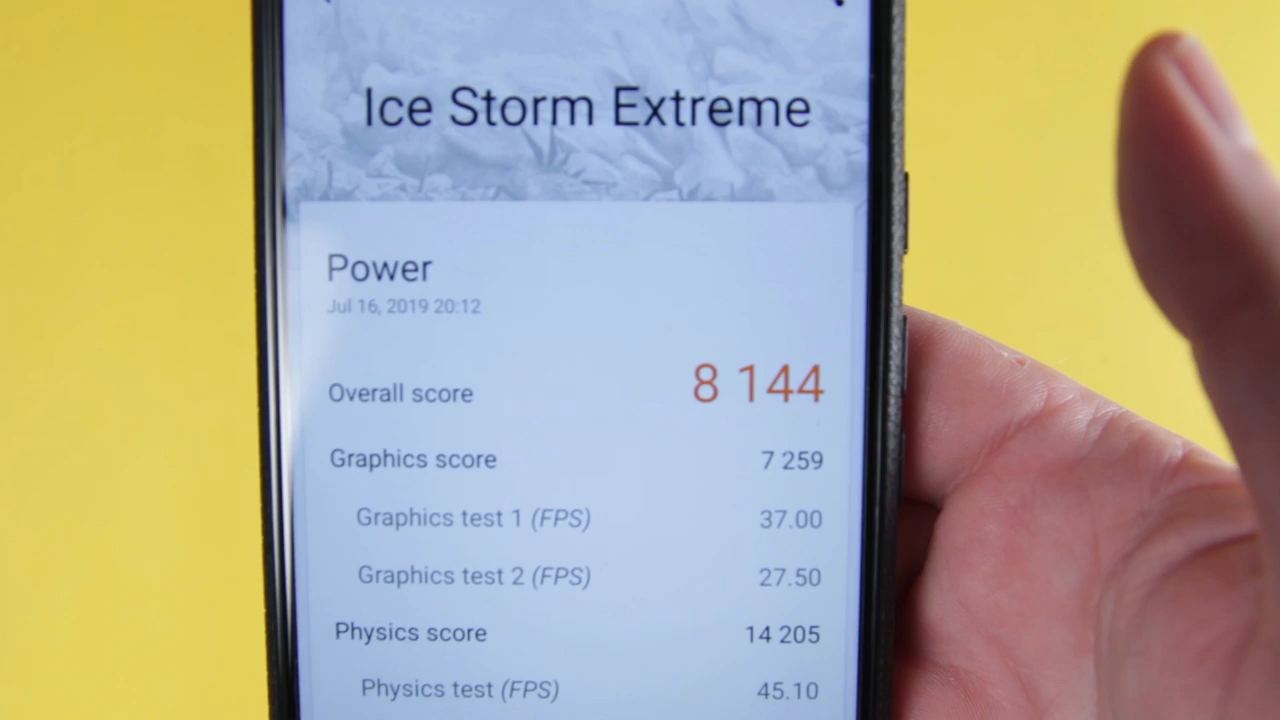 Ice Storm Extreme
Power
Jul 16, 2019 20:12
Overall score 8 144
Graphics score 7 259
Graphics test 1 (FPS) 37.00
Graphics test 2 (FPS) 27.50
Physics score 14 205
Physics test (FPS) 45.10